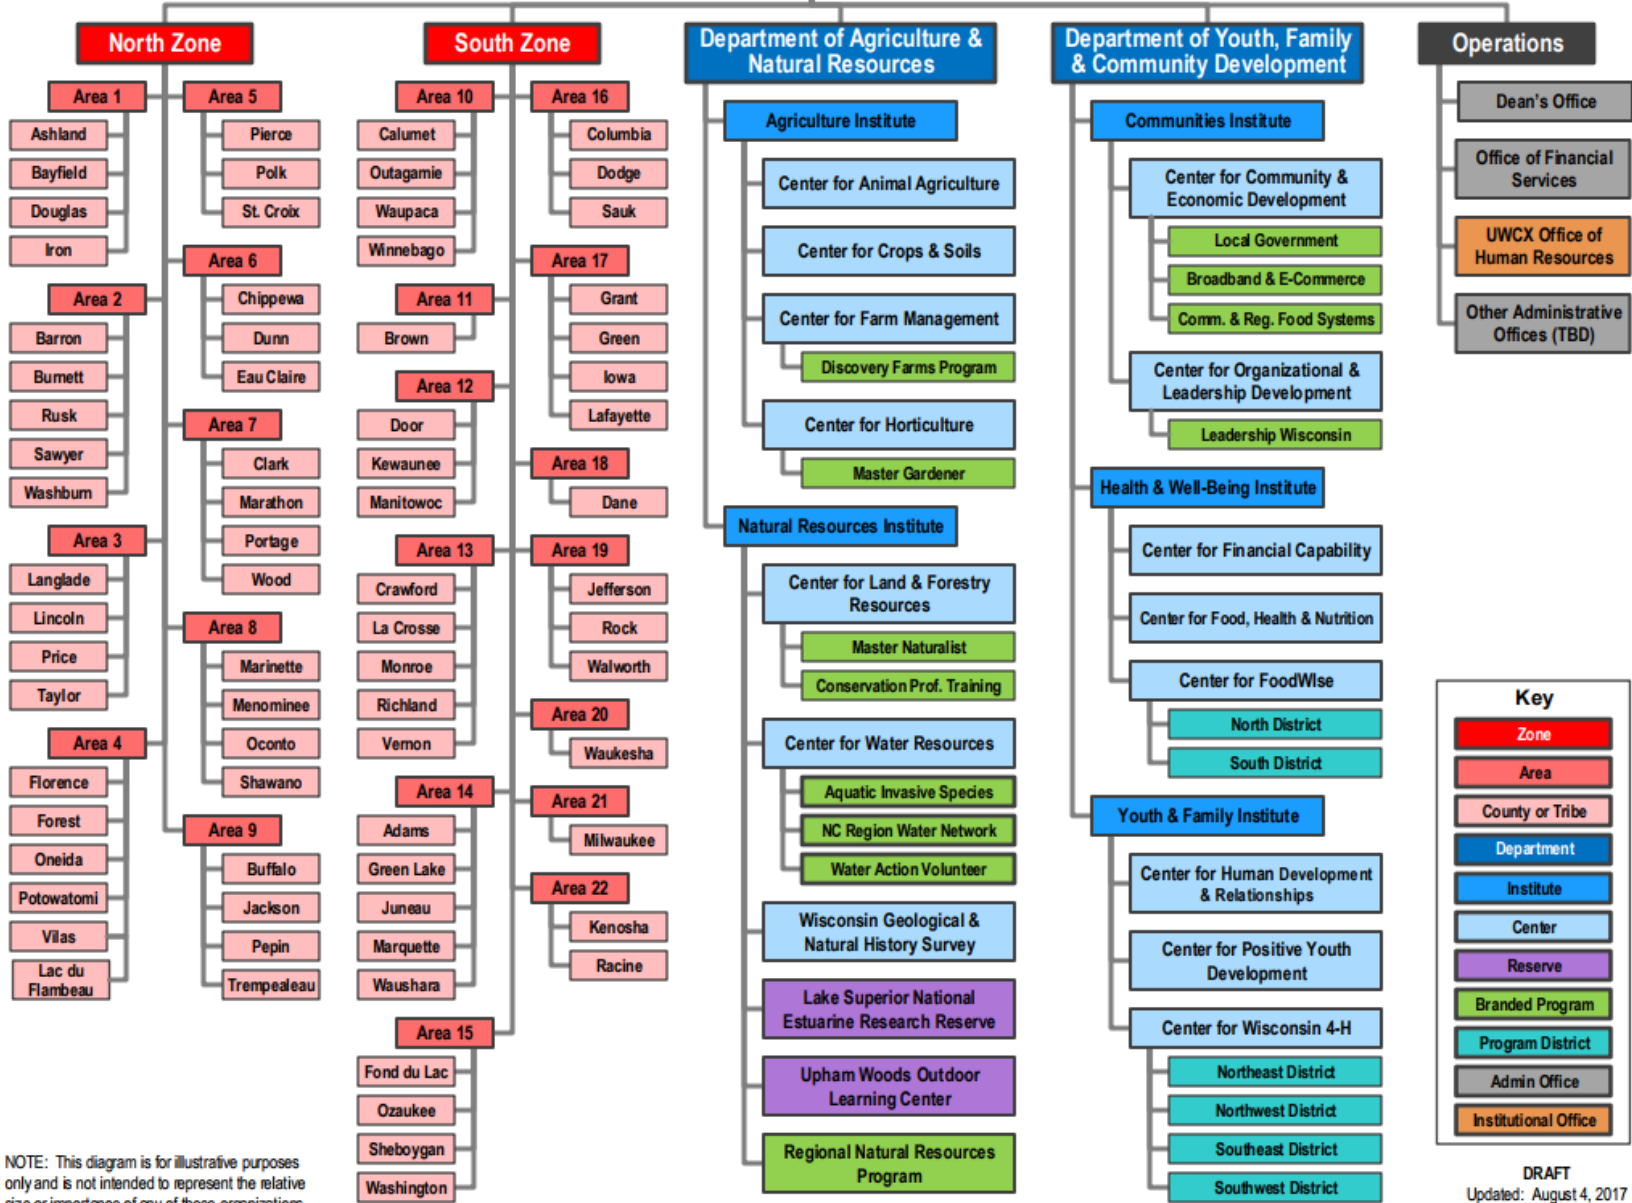 North Zone
Area 1
Ashland
Bayfield
Douglas
Iron
Area 2
Barron
Burnett
Rusk
Sawyer
Washburn
Area 3
Langlade
Lincoln
Price
Taylor
Area 4
Florence
Forest
Oneida
Potowatomi
Vilas
Lac du
Flambeau
Area 5
Pierce
Polk
St. Croix
Area 6
Chippewa
Dunn
Eau Claire
Area 7
Clark
Marathon
Portage
Wood
Area 8
Marinette
Menominee
Oconto
Shawano
Area 9
Buffalo
Jackson
Pepin
Trempealeau
South Zone
Area 10
Calumet
Outagamie
Waupaca
Winnebago
Area 11
Brown
Area 12
Door
Kewaunee
Manitowoc
Area 13
Crawford
La Crosse
Monroe
Richland
Vernon
Area 14
Adams
Green Lake
Juneau
Marquette
Waushara
Area 15
Fond du Lac
Ozaukee
Sheboygan
Washington
Area 16
Columbia
Dodge
Sauk
Area 17
Grant
Green
Iowa
Lafayette
Area 18
Dane
Area 19
Jefferson
Rock
Walworth
Area 20
Waukesha
Area 21
Milwaukee
Area 22
Kenosha
Racine
Department of Agriculture &
Natural Resources
Agriculture Institute
Center for Animal Agriculture
Center for Crops & Soils
Center for Farm Management
Discovery Farms Program
Center for Horticulture
Master Gardener
Natural Resources Institute
Center for Land & Forestry
Resources
Master Naturalist
Conservation Prof. Training
Center for Water Resources
Aquatic Invasive Species
NC Region Water Network
Water Action Volunteer
Wisconsin Geological &
Natural History Survey
Lake Superior National
Estuarine Research Reserve
Upham Woods Outdoor
Learning Center
Regional Natural Resources
Program
Department of Youth, Family
& Community Development
Communities Institute
Center for Community &
Economic Development
Local Government
Broadband & E-Commerce
Comm. & Reg. Food Systems
Center for Organizational &
Leadership Development
Leadership Wisconsin
Health & Well-Being Institute
Center for Financial Capability
Center for Food, Health & Nutrition
Center for FoodWIse
North District
South District
Youth & Family Institute
Center for Human Development
& Relationships
Center for Positive Youth
Development
Center for Wisconsin 4-H
Northeast District
Northwest District
Southeast District
Southwest District
Operations
Dean's Office
Office of Financial
Services
UWCX Office of
Human Resources
Other Administrative
Offices (TBD)
Key
Zone
Area
County or Tribe
Department
Institute
Center
Reserve
Branded Program
Program District
Admin Office
Institutional Office
NOTE: This diagram is for illustrative purposes
only and is not intended to represent the relative
size or importance of any of these organizations
DRAFT
Updated: August 4, 2017